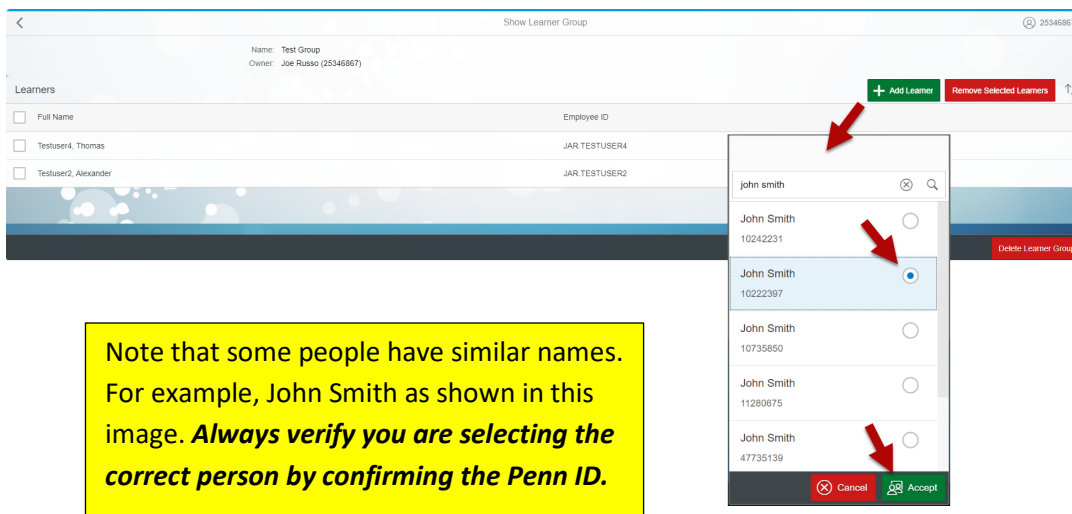 Show Learner Group
2534686
Name: Test Group
Owner: Joe Russo (25346867)
Learners
Add Learner
Remove Selected Learners
Full Name Employee ID
Testuser4, Thomas JAR.TESTUSER4
Testuser2, Alexander JAR.TESTUSER2
Delete Learner Group
john smith
John Smith
10242231
John Smith
10222397
John Smith
10735850
John Smith
11280675
John Smith
47735139
Cancel Accept
Note that some people have similar names.
For example, John Smith as shown in this
image. Always verify you are selecting the
correct person by confirming the Penn ID.